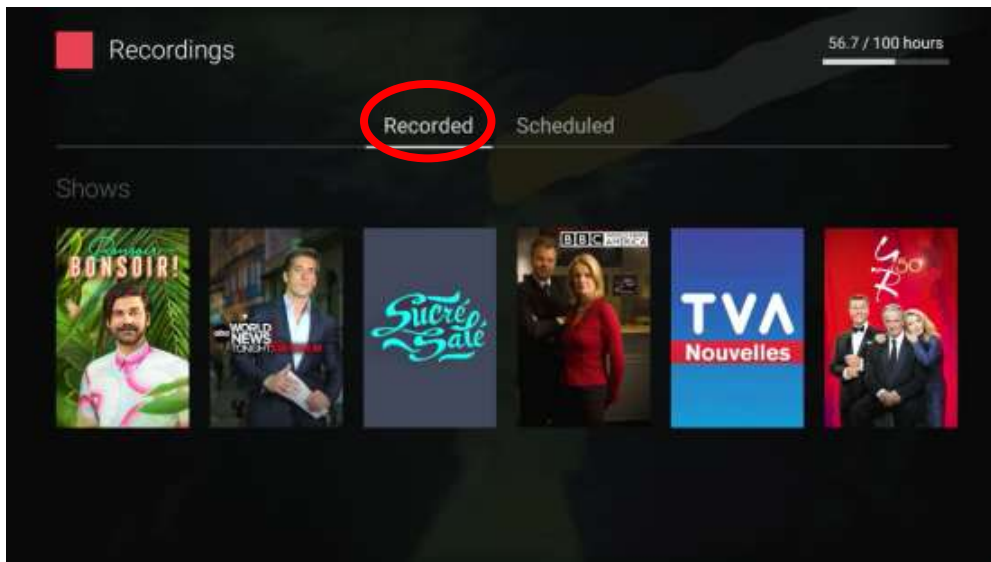 Recordings
56.7 / 100 hours
Recorded
Scheduled
Shows
Bonsoir
BONSOIR!
abc WORLD
NEWS
TONIGHT
Sucré
Salé
BBC AMERICA
TVA
Nouvelles